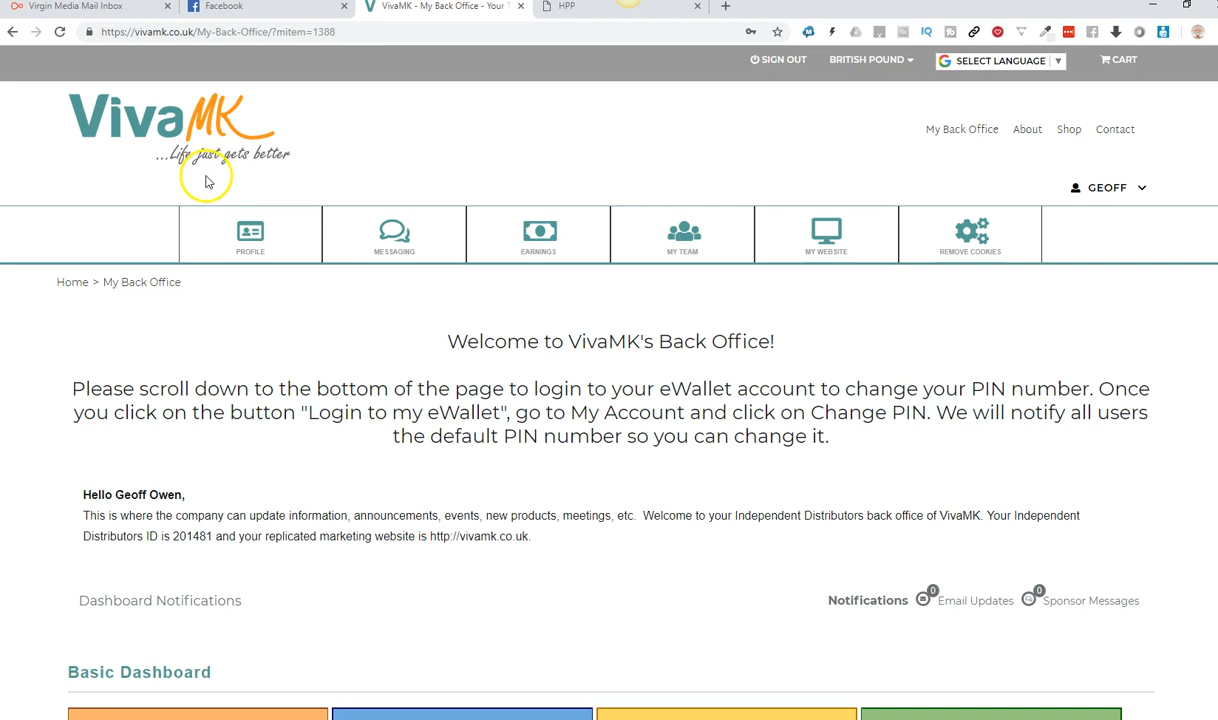 Virgin Media Mail Inbox
Facebook
VivaMK - My Back Office - Your T
HPP
https://vivamk.co.uk/My-Back-Office/?mitem=1388
SIGN OUT
BRITISH POUND
SELECT LANGUAGE
CART
VivaMK
...Life just gets better
My Back Office
About
Shop
Contact
GEOFF
PROFILE
MESSAGING
EARNINGS
MY TEAM
MY WEBSITE
REMOVE COOKIES
Home > My Back Office
Welcome to VivaMK's Back Office!
Please scroll down to the bottom of the page to login to your eWallet account to change your PIN number. Once
you click on the button "Login to my eWallet", go to My Account and click on Change PIN. We will notify all users
the default PIN number so you can change it.
Hello Geoff Owen,
This is where the company can update information, announcements, events, new products, meetings, etc. Welcome to your Independent Distributors back office of VivaMK. Your Independent
Distributors ID is 201481 and your replicated marketing website is http://vivamk.co.uk.
Dashboard Notifications
Notifications 0 Email Updates 0 Sponsor Messages
Basic Dashboard